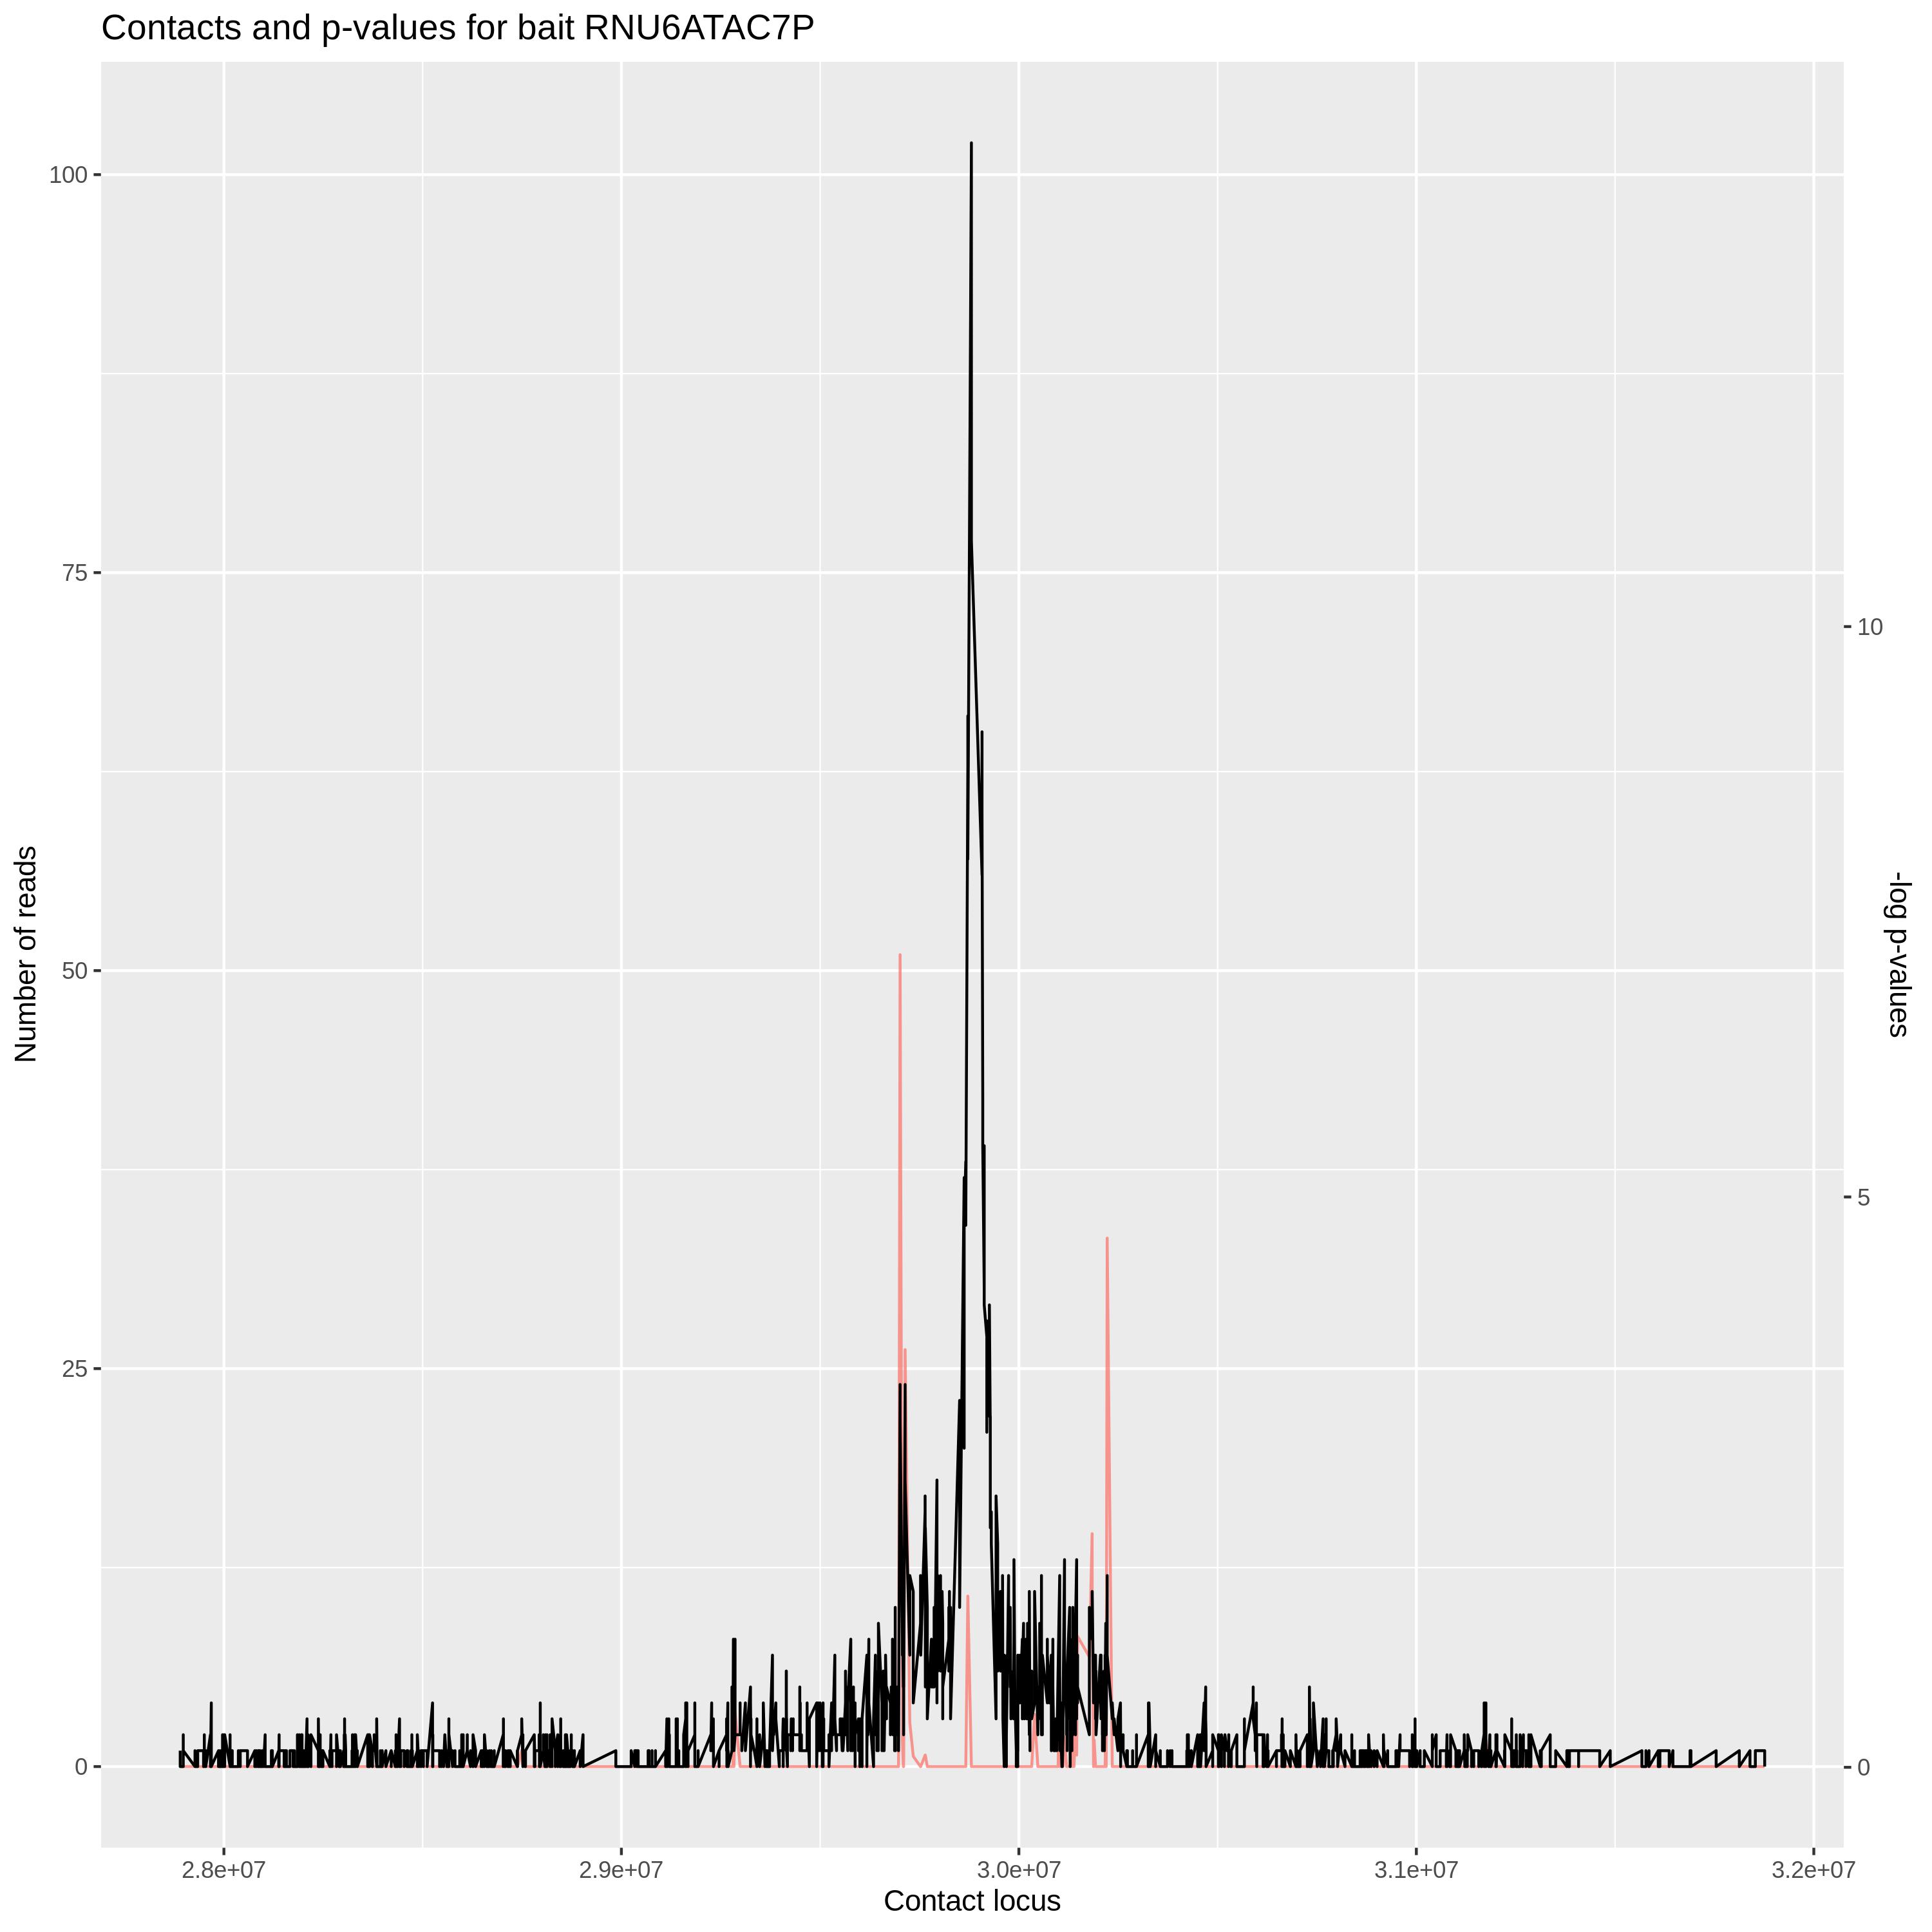 Contacts and p-values for bait RNU6ATAC7P
100
75
50
25
0
Number of reads
10
5
0
-log p-values
2.8e+07
2.9e+07
3.0e+07
3.1e+07
3.2e+07
Contact locus